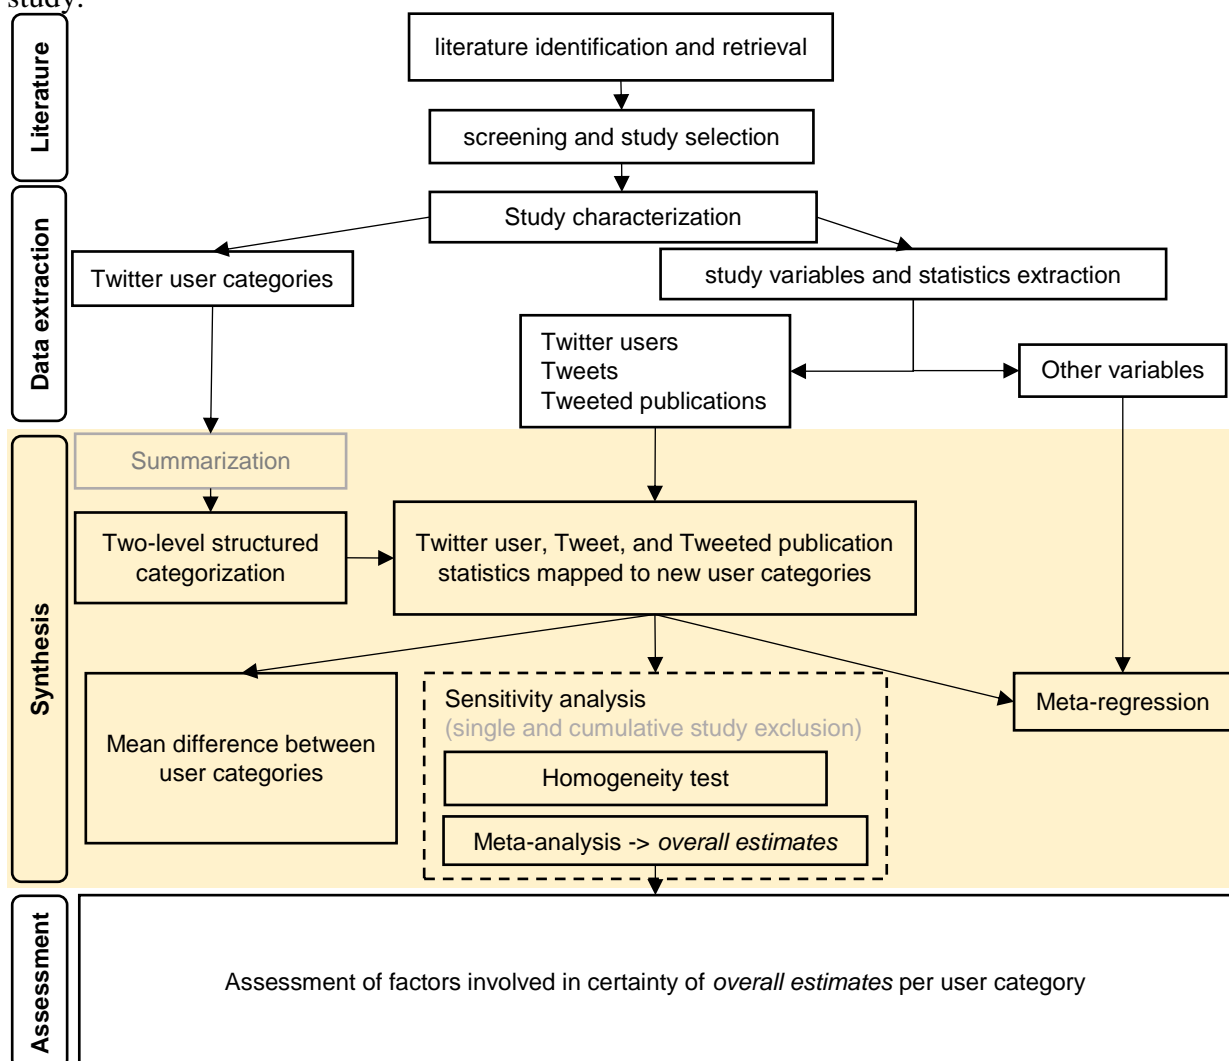 study.
Literature
literature identification and retrieval
screening and study selection
Data extraction
Study characterization
Twitter user categories
study variables and statistics extraction
Twitter users
Tweets
Tweeted publications
Other variables
Synthesis
Summarization
Two-level structured
categorization
Twitter user, Tweet, and Tweeted publication
statistics mapped to new user categories
Mean difference between
user categories
Sensitivity analysis
(single and cumulative study exclusion)
Homogeneity test
Meta-analysis -> overall estimates
Meta-regression
Assessment
Assessment of factors involved in certainty of overall estimates per user category